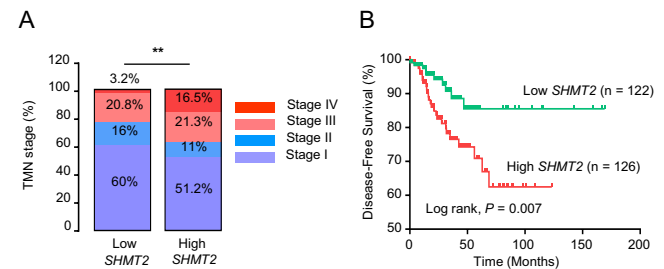 A
**
TMN stage (%)
120
100
80
60
40
20
0
3.2%
20.8%
16%
60%
16.5%
21.3%
11%
51.2%
Low
SHMT2
High
SHMT2
Stage IV
Stage III
Stage II
Stage I
B
Disease-Free Survival (%)
100
90
80
70
60
50
Low SHMT2 (n = 122)
High SHMT2 (n = 126)
Log rank, P = 0.007
0
50
100
150
200
Time (Months)